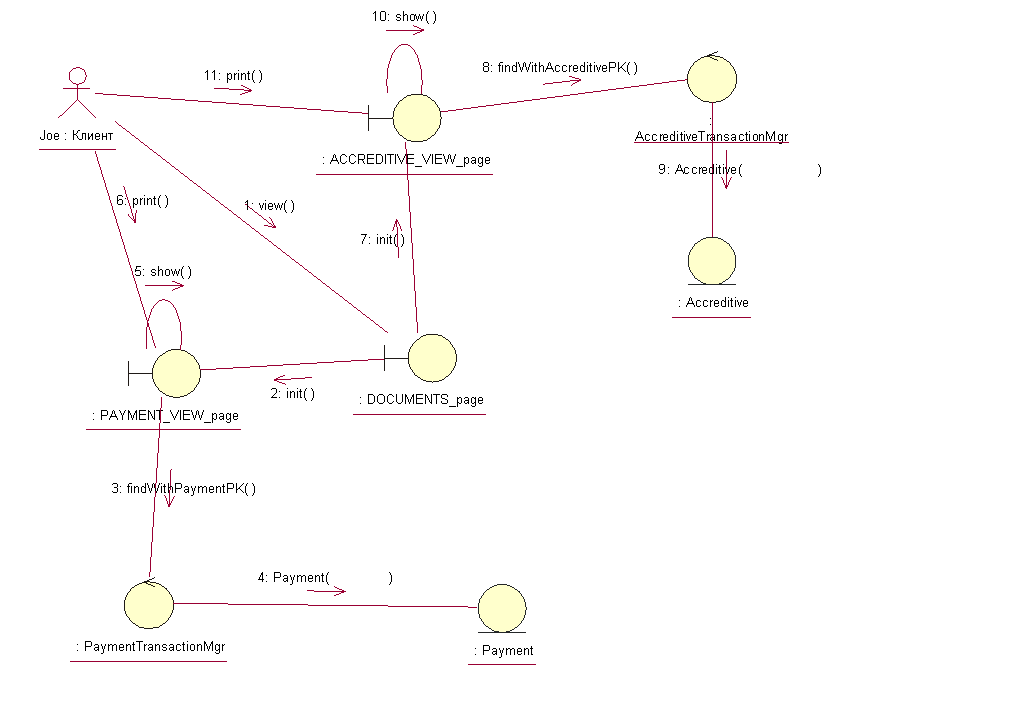 10: show( )
8: findWithAccreditivePK( )
11: print( )
Joe : Клиент
:
AccreditiveTransactionMgr
: ACCREDITIVE_VIEW_page
9: Accreditive( )
6: print( )
1: view( )
7: init( )
5: show( )
: Accreditive
2: init( )
: DOCUMENTS_page
: PAYMENT_VIEW_page
3: findWithPaymentPK( )
4: Payment( )
: PaymentTransactionMgr
: Payment